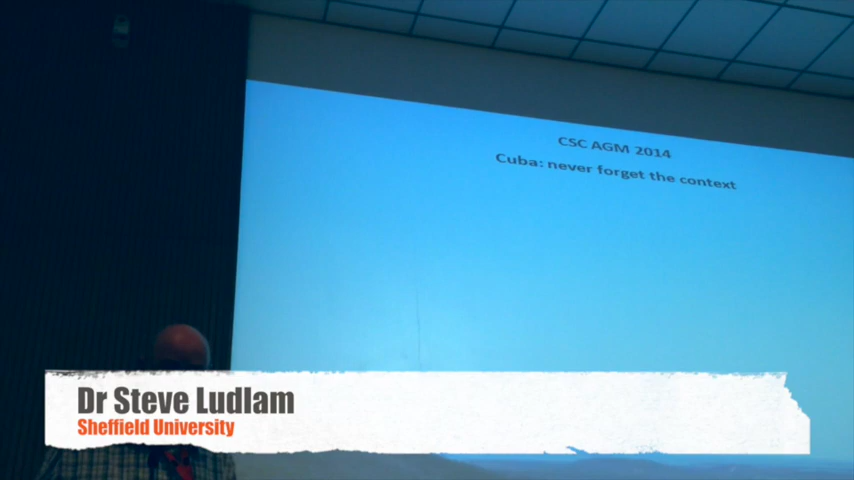 CSC AGM 2014
Cuba: never forget the context
Dr Steve Ludlam
Sheffield University